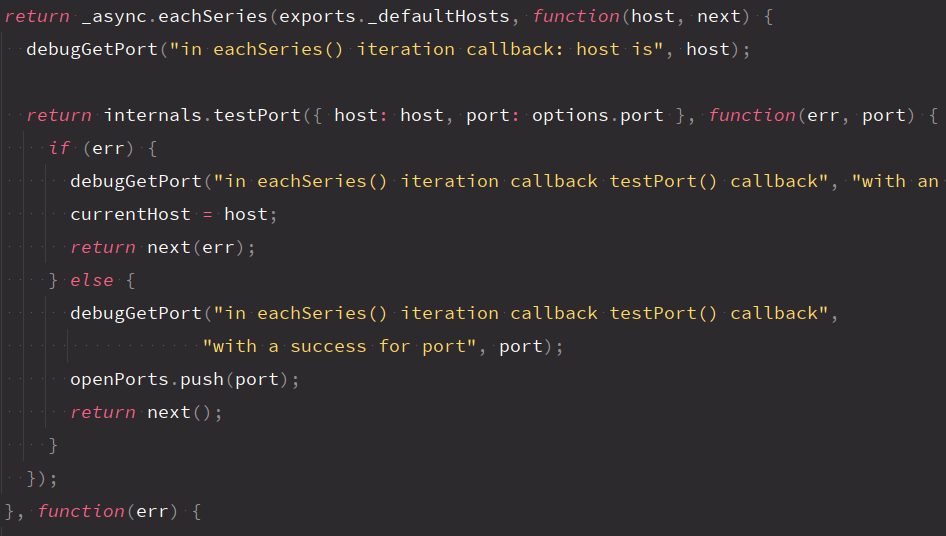 return _async.eachSeries(exports._defaultHosts, function(host, next) {
  debugGetPort("in eachSeries() iteration callback: host is", host);

  return internals.testPort({ host: host, port: options.port }, function(err, port) {
    if (err) {
      debugGetPort("in eachSeries() iteration callback testPort() callback", "with an
      currentHost = host;
      return next(err);
    } else {
      debugGetPort("in eachSeries() iteration callback testPort() callback",
                  "with a success for port", port);
      openPorts.push(port);
      return next();
    }
  });
}, function(err) {